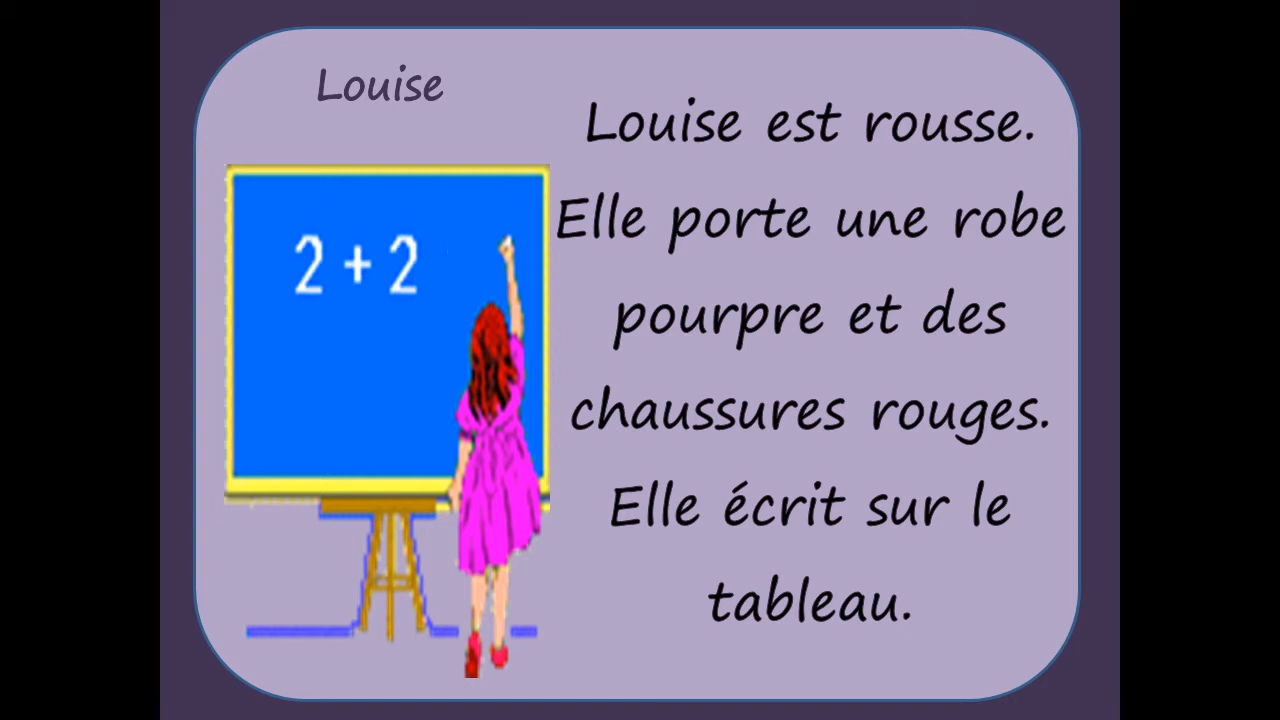 Louise
Louise est rousse.
Elle porte une robe
pourpre et des
chaussures rouges.
Elle écrit sur le
tableau.
2 + 2